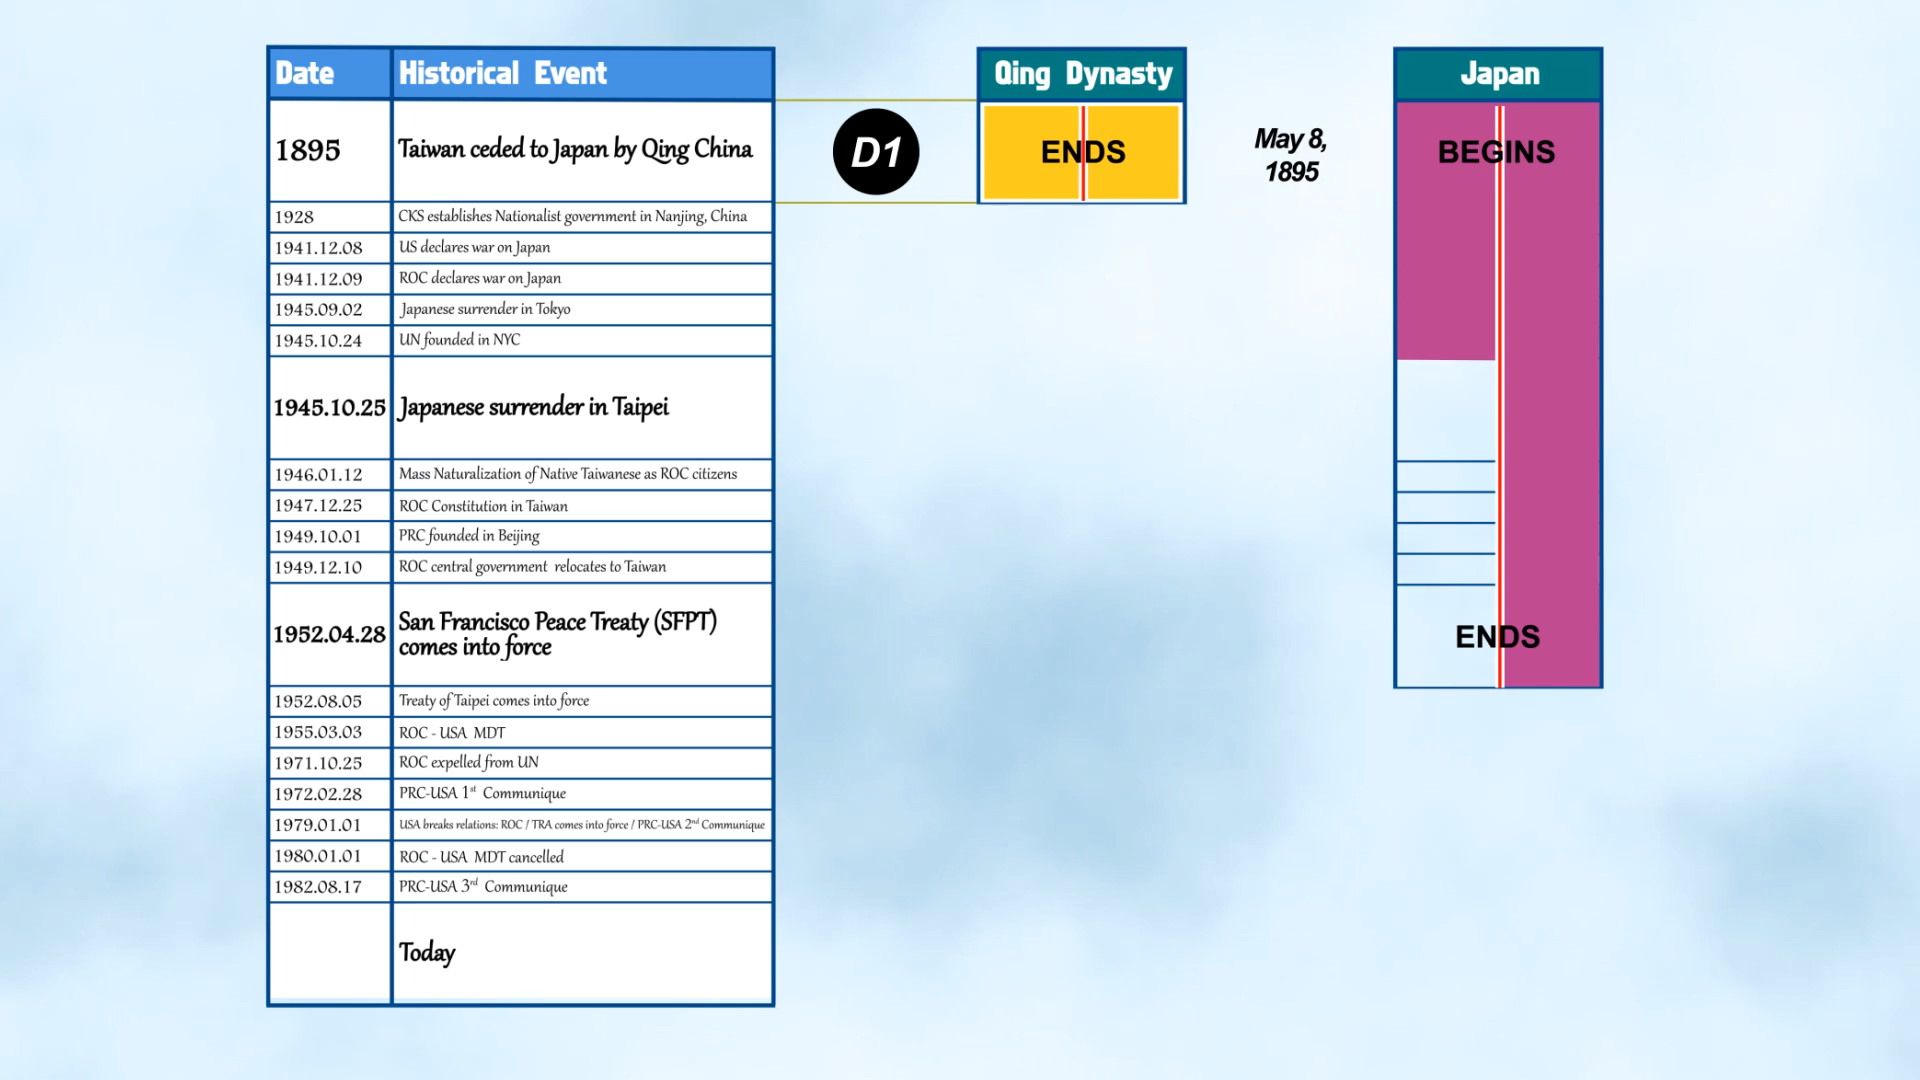 Date Historical Event
1895 Taiwan ceded to Japan by Qing China
1928 CKS establishes Nationalist government in Nanjing, China
1941.12.08 US declares war on Japan
1941.12.09 ROC declares war on Japan
1945.09.02 Japanese surrender in Tokyo
1945.10.24 UN founded in NYC
1945.10.25 Japanese surrender in Taipei
1946.01.12 Mass Naturalization of Native Taiwanese as ROC citizens
1947.12.25 ROC Constitution in Taiwan
1949.10.01 PRC founded in Beijing
1949.12.10 ROC central government relocates to Taiwan
1952.04.28 San Francisco Peace Treaty (SFPT)
comes into force
1952.08.05 Treaty of Taipei comes into force
1955.03.03 ROC - USA MDT
1971.10.25 ROC expelled from UN
1972.02.28 PRC-USA 1st Communique
1979.01.01 USA breaks relations: ROC / TRA comes into force / PRC-USA 2nd Communique
1980.01.01 ROC - USA MDT cancelled
1982.08.17 PRC-USA 3rd Communique
Today
D1
Qing Dynasty
ENDS
May 8,
1895
Japan
BEGINS
ENDS